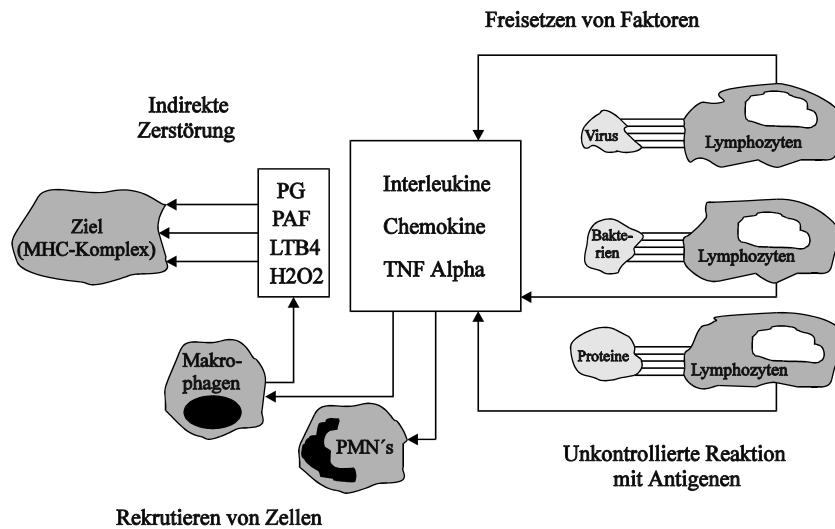 Freisetzen von Faktoren
Indirekte
Zerstörung
Virus
Lymphozyten
Interleukine
Chemokine
TNF Alpha
PG
PAF
LTB4
H2O2
Ziel
(MHC-Komplex)
Bakte-
rien
Lymphozyten
Makro-
phagen
Proteine
Lymphozyten
PMN´s
Unkontrollierte Reaktion
mit Antigenen
Rekrutieren von Zellen